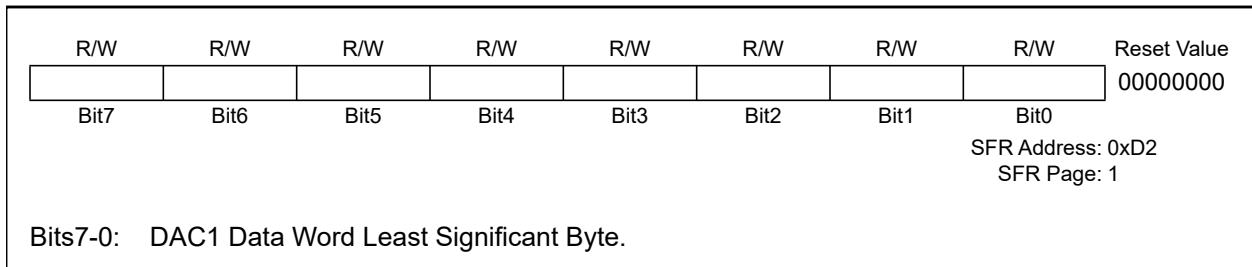 R/W R/W R/W R/W R/W R/W R/W R/W Reset Value
00000000
Bit7 Bit6 Bit5 Bit4 Bit3 Bit2 Bit1 Bit0
SFR Address: 0xD2
SFR Page: 1
Bits7-0: DAC1 Data Word Least Significant Byte.